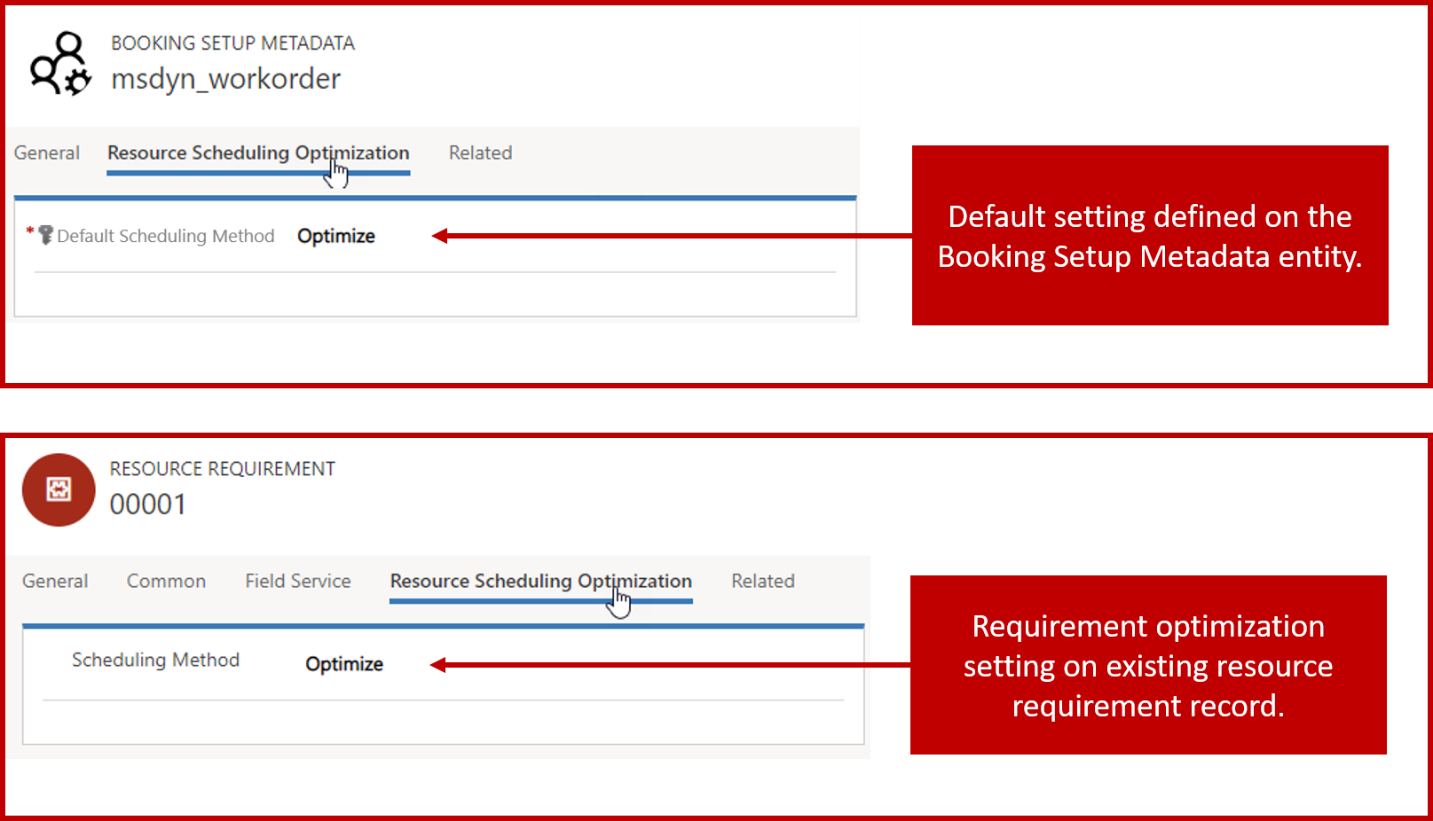 BOOKING SETUP METADATA
msdyn_workorder
General Resource Scheduling Optimization Related
* Default Scheduling Method Optimize
Default setting defined on the
Booking Setup Metadata entity.
RESOURCE REQUIREMENT
00001
General Common Field Service Resource Scheduling Optimization Related
Scheduling Method Optimize
Requirement optimization
setting on existing resource
requirement record.